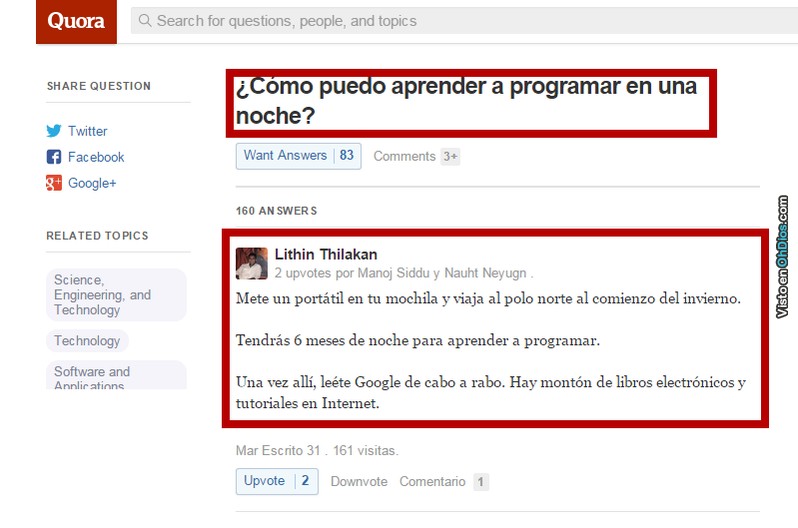 Quora
Search for questions, people, and topics
SHARE QUESTION
Twitter
Facebook
Google+
RELATED TOPICS
Science,
Engineering, and
Technology
Technology
Software and
Applications
¿Cómo puedo aprender a programar en una
noche?
Want Answers 83 Comments 3+
160 ANSWERS
Lithin Thilakan
2 upvotes por Manoj Siddu y Nauht Neyugn .
Mete un portátil en tu mochila y viaja al polo norte al comienzo del invierno.
Tendrás 6 meses de noche para aprender a programar.
Una vez allí, leéte Google de cabo a rabo. Hay montón de libros electrónicos y
tutoriales en Internet.
Mar Escrito 31 . 161 visitas.
Upvote 2 Downvote Comentario 1
Visto en OhDios.com